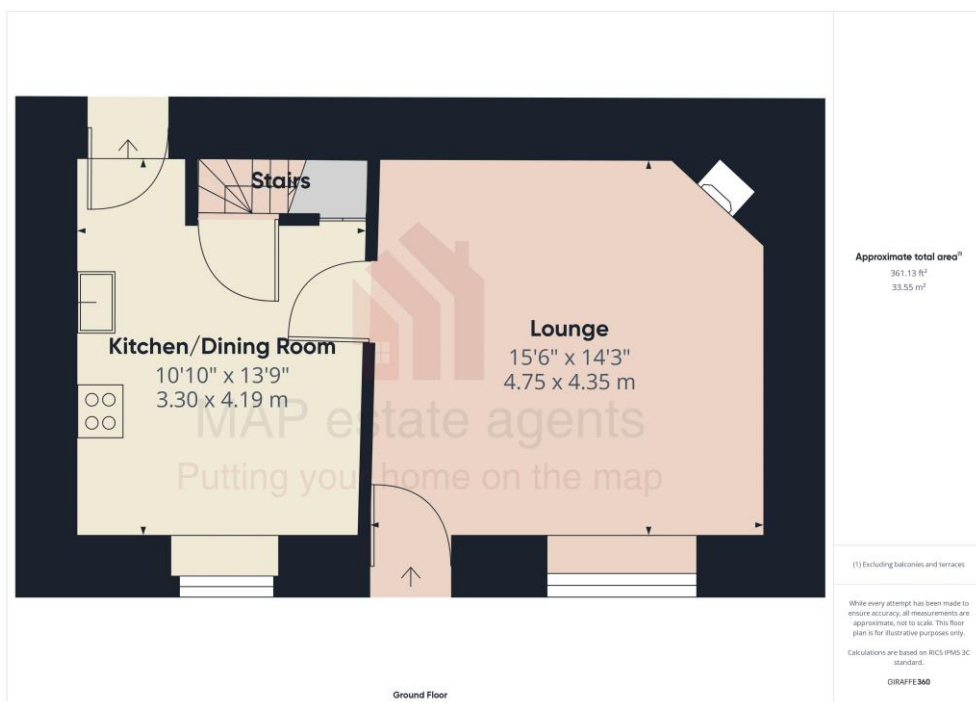 Stairs
Kitchen/Dining Room
10'10" x 13'9"
3.30 x 4.19 m
Lounge
15'6" x 14'3"
4.75 x 4.35 m
MAP estate agents
Putting your home on the map
Ground Floor
Approximate total area⁽¹⁾
361.13 ft²
33.55 m²
(1) Excluding balconies and terraces
While every attempt has been made to
ensure accuracy, all measurements are
approximate, not to scale. This floor
plan is for illustrative purposes only.
Calculations are based on RICS IPMS 3C
standard.
GIRAFFE360